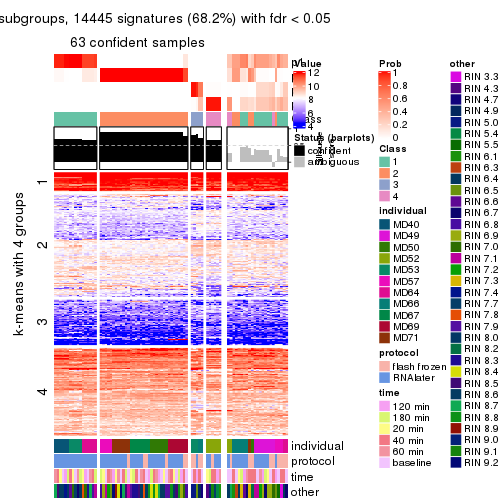 subgroups, 14445 signatures (68.2%) with fdr < 0.05
63 confident samples
k-means with 4 groups
1
2
3
4
individual
protocol
time
other
Value
12
10
8
6
4
Status (barplots)
confident
ambiguous
Prob
1
0.8
0.6
0.4
0.2
0
Class
1
2
3
4
individual
MD40
MD49
MD50
MD52
MD53
MD57
MD64
MD66
MD67
MD69
MD71
protocol
flash frozen
RNAlater
time
120 min
180 min
20 min
40 min
60 min
baseline
other
RIN 3.3
RIN 4.3
RIN 4.7
RIN 4.9
RIN 5.0
RIN 5.4
RIN 5.5
RIN 6.1
RIN 6.3
RIN 6.4
RIN 6.5
RIN 6.6
RIN 6.7
RIN 6.8
RIN 6.9
RIN 7.0
RIN 7.1
RIN 7.2
RIN 7.3
RIN 7.4
RIN 7.7
RIN 7.8
RIN 7.9
RIN 8.0
RIN 8.2
RIN 8.3
RIN 8.4
RIN 8.5
RIN 8.6
RIN 8.7
RIN 8.8
RIN 8.9
RIN 9.0
RIN 9.1
RIN 9.2